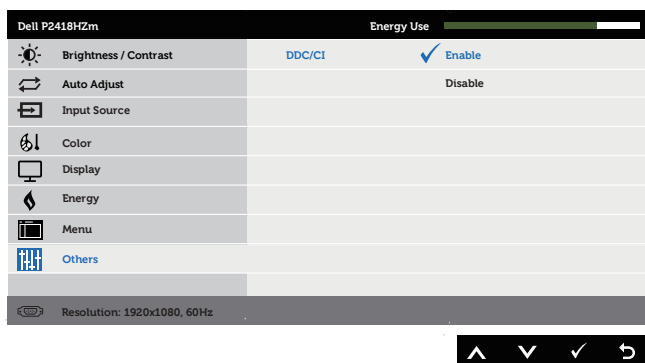 Dell P2418HZm Energy Use
Brightness / Contrast DDC/CI Enable
Auto Adjust Disable
Input Source
Color
Display
Energy
Menu
Others
Resolution: 1920x1080, 60Hz